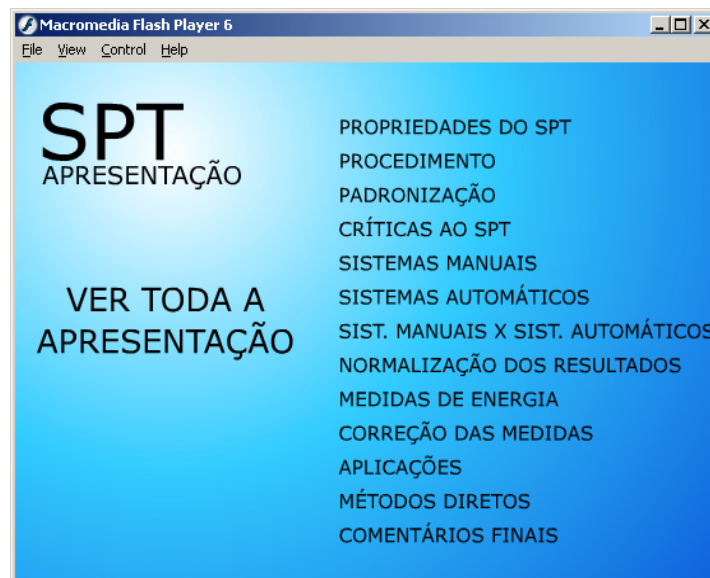 Macromedia Flash Player 6
File View Control Help
SPT
APRESENTAÇÃO
VER TODA A
APRESENTAÇÃO
PROPRIEDADES DO SPT
PROCEDIMENTO
PADRONIZAÇÃO
CRÍTICAS AO SPT
SISTEMAS MANUAIS
SISTEMAS AUTOMÁTICOS
SIST. MANUAIS X SIST. AUTOMÁTICOS
NORMALIZAÇÃO DOS RESULTADOS
MEDIDAS DE ENERGIA
CORREÇÃO DAS MEDIDAS
APLICAÇÕES
MÉTODOS DIRETOS
COMENTÁRIOS FINAIS